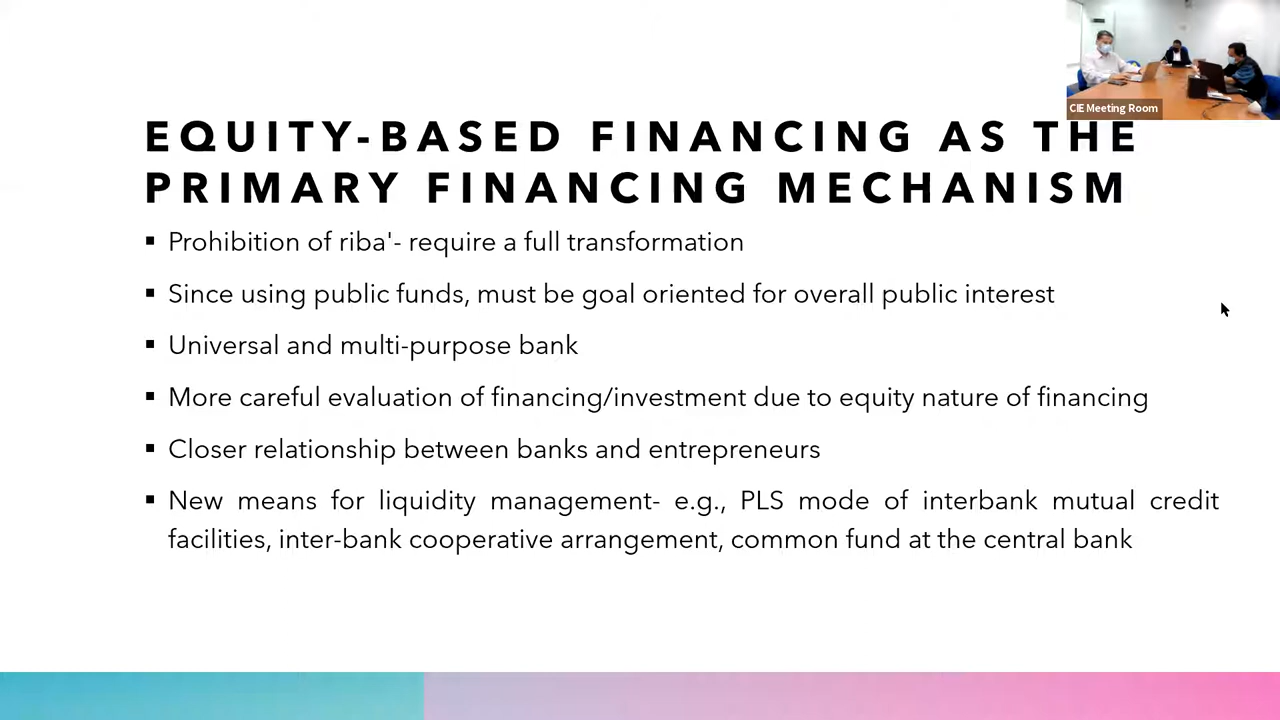 CIE Meeting Room
EQUITY-BASED FINANCING AS THE
PRIMARY FINANCING MECHANISM
▪ Prohibition of riba'- require a full transformation
▪ Since using public funds, must be goal oriented for overall public interest
▪ Universal and multi-purpose bank
▪ More careful evaluation of financing/investment due to equity nature of financing
▪ Closer relationship between banks and entrepreneurs
▪ New means for liquidity management- e.g., PLS mode of interbank mutual credit
facilities, inter-bank cooperative arrangement, common fund at the central bank